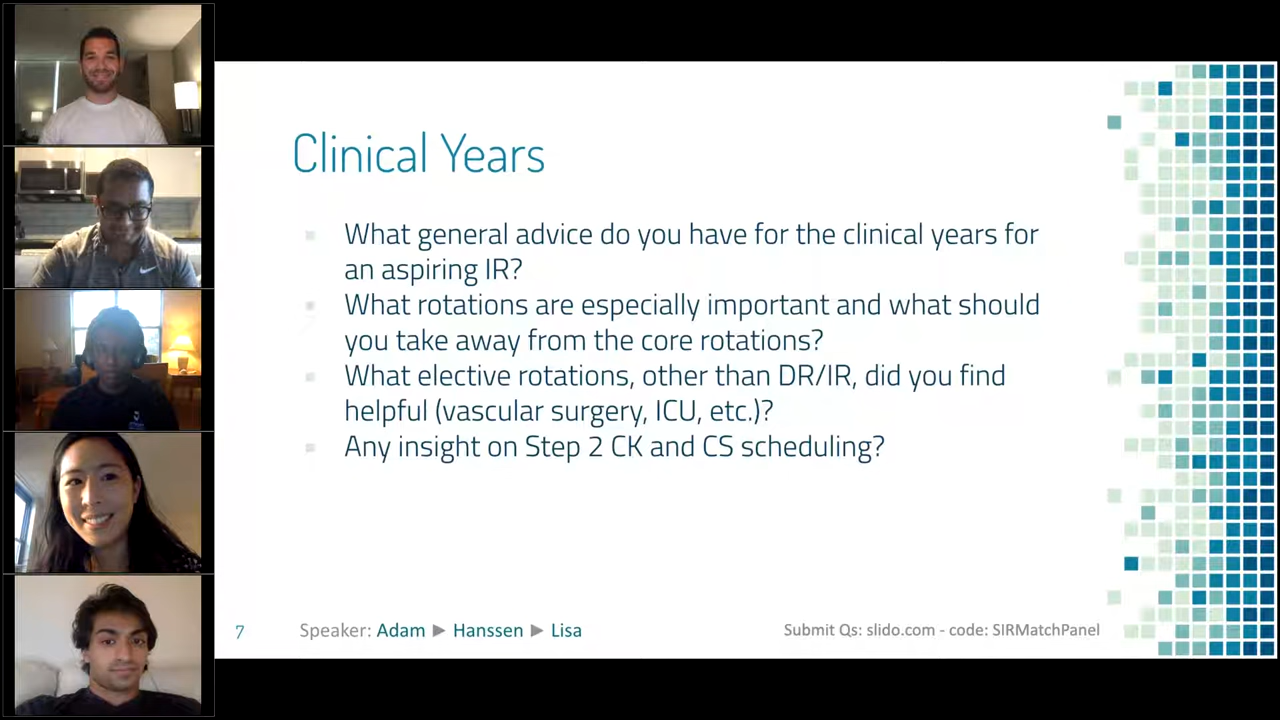 Clinical Years
What general advice do you have for the clinical years for
an aspiring IR?
What rotations are especially important and what should
you take away from the core rotations?
What elective rotations, other than DR/IR, did you find
helpful (vascular surgery, ICU, etc.)?
Any insight on Step 2 CK and CS scheduling?
7
Speaker: Adam ► Hanssen ► Lisa
Submit Qs: slido.com - code: SIRMatchPanel